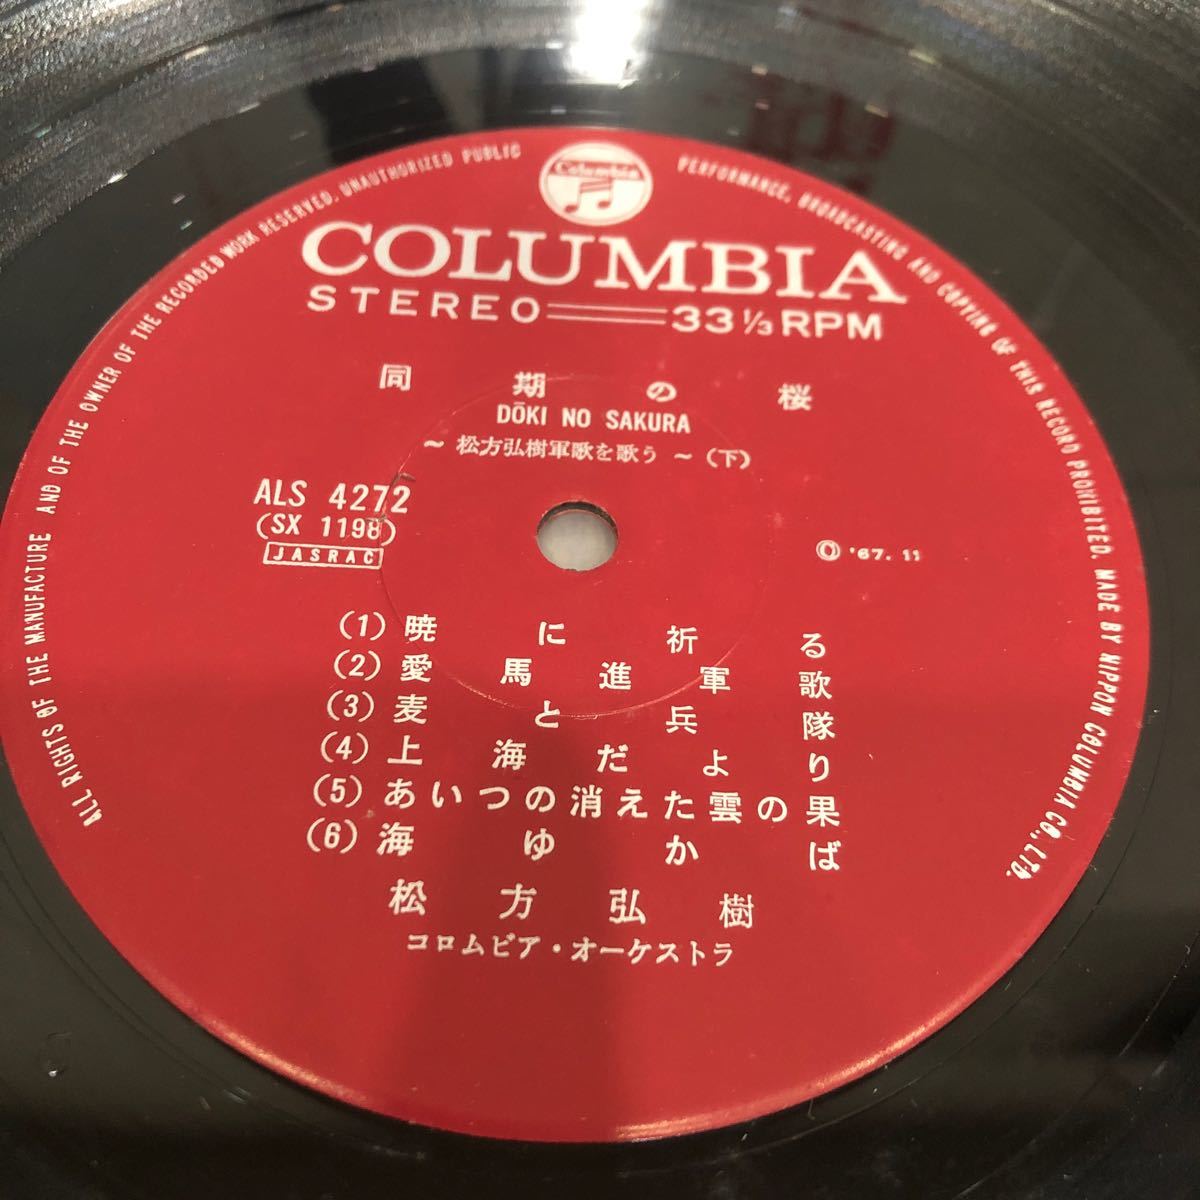 Columbia
COLUMBIA
STEREO 33 1/3 RPM
同期の桜
DŌKI NO SAKURA
〜 松方弘樹軍歌を歌う 〜 (下)
ALS 4272
(SX 1198)
JASRAC
Ⓞ '67. 11
(1) 暁に祈る
(2) 愛馬進軍歌
(3) 麦と兵隊
(4) 上海だより
(5) あいつの消えた雲の果
(6) 海ゆかば
松方弘樹
コロムビア・オーケストラ
ALL RIGHTS OF THE MANUFACTURE AND OF THE OWNER OF THE RECORDED WORK RESERVED. UNAUTHORIZED PUBLIC PERFORMANCE, BROADCASTING AND COPYING OF THIS RECORD PROHIBITED. MADE BY NIPPON COLUMBIA CO., LTD.